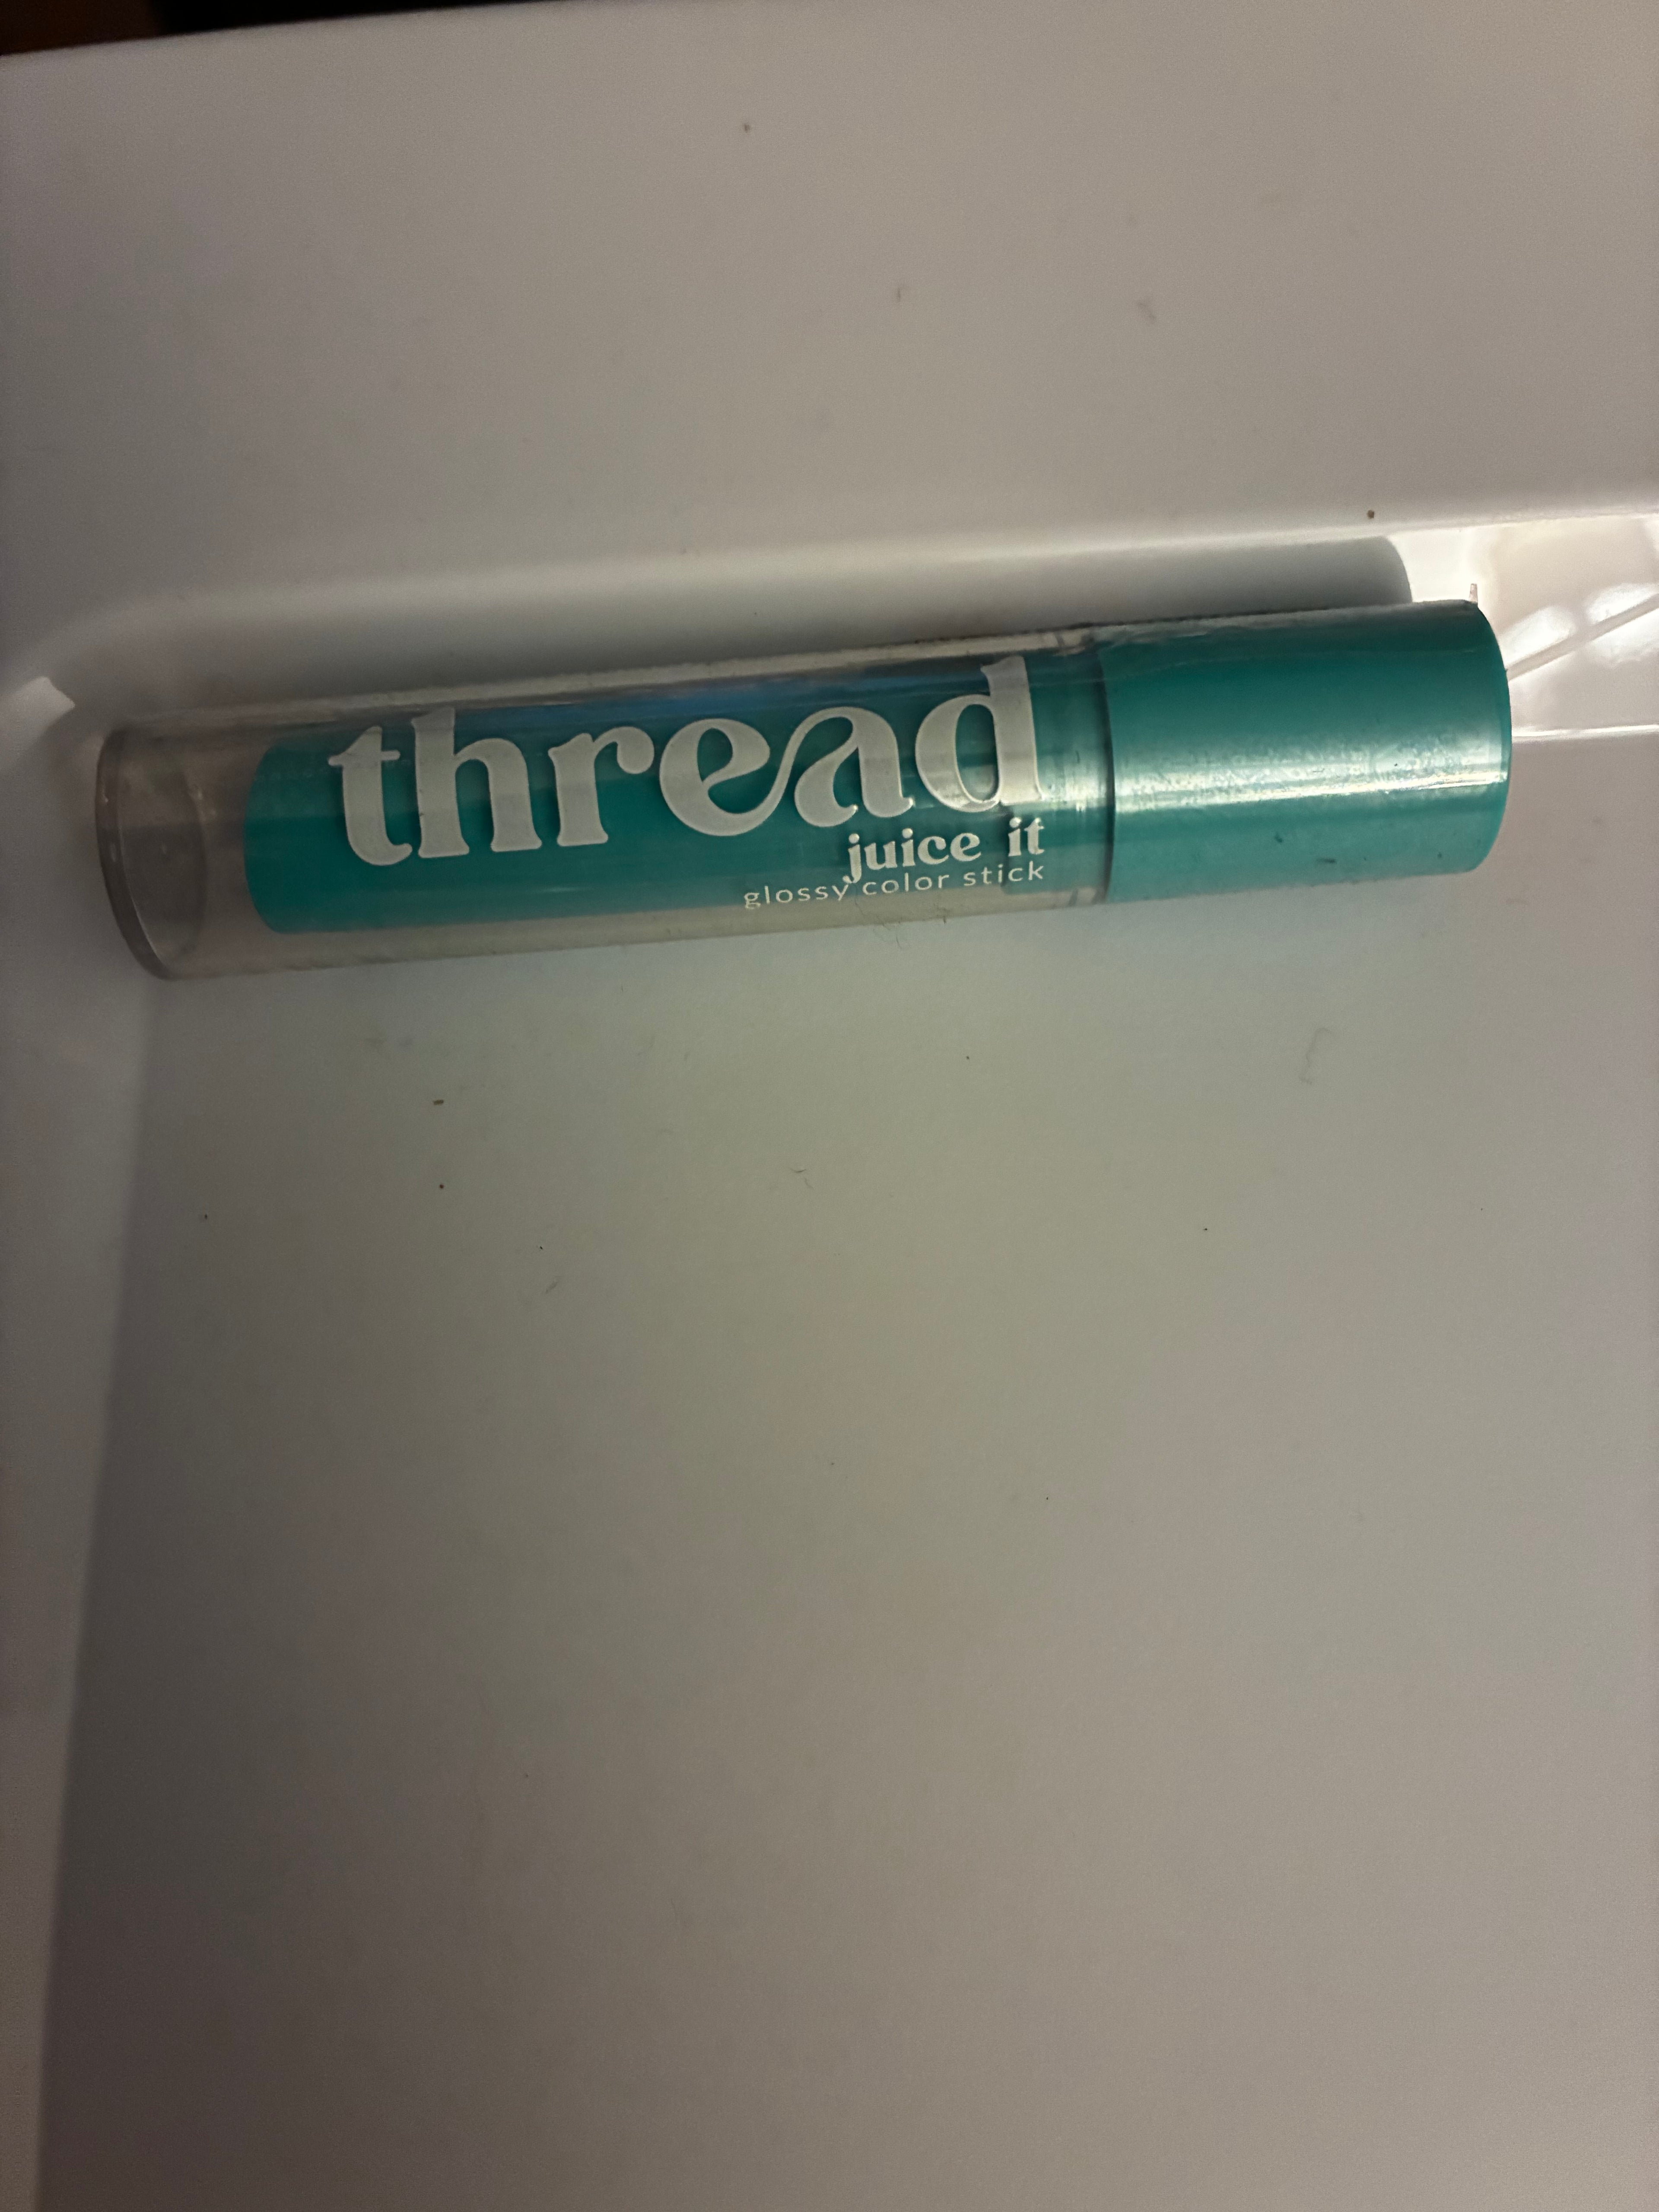 thread
juice it
glossy color stick